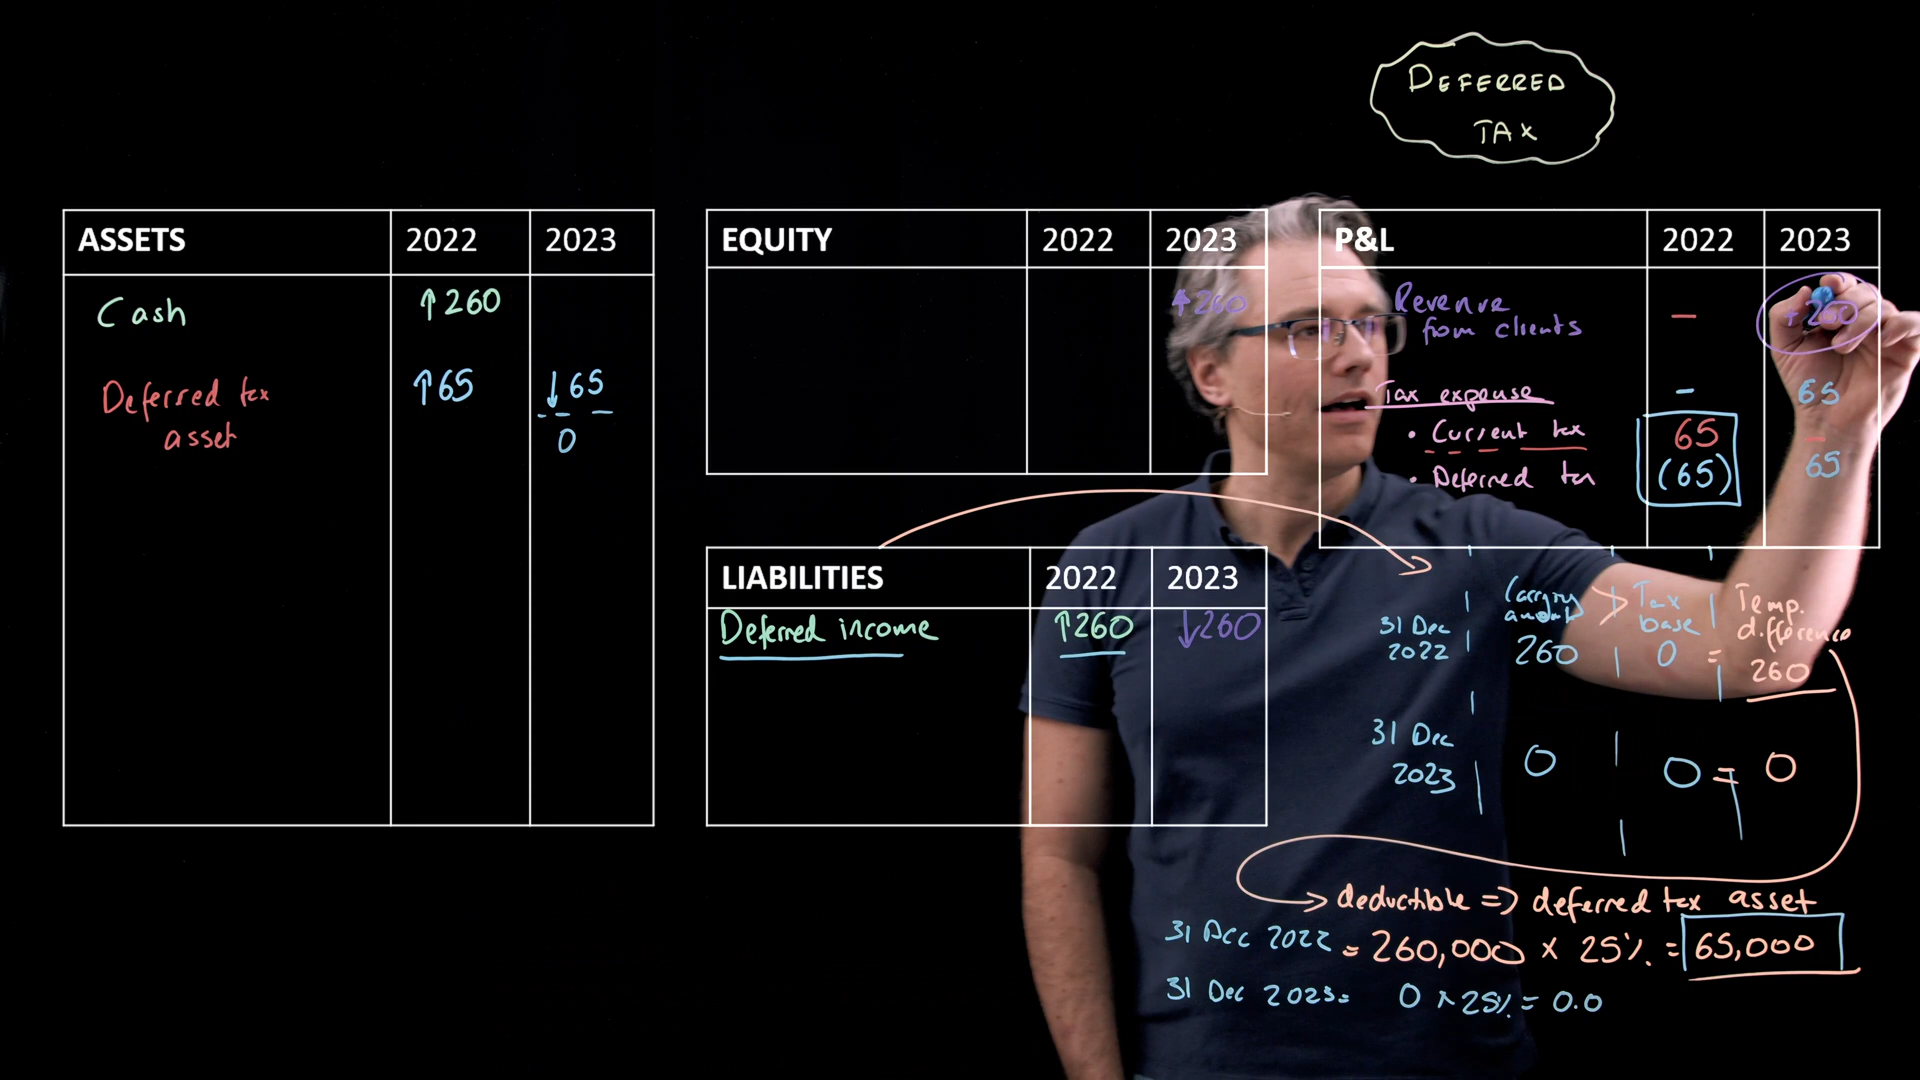 DEFERRED
TAX
ASSETS 2022 2023
Cash ↑260
Deferred tax ↑65 ↓65
asset 0
EQUITY 2022 2023
↑260
P&L 2022 2023
Revenue
from clients — +260
Tax expense - 65
• Current tax 65 —
• Deferred tax (65) 65
LIABILITIES 2022 2023
Deferred income ↑260 ↓260
Carrying amount > Tax base Temp. difference
31 Dec
2022 260 0 = 260
31 Dec
2023 0 0 = 0
→ deductible => deferred tax asset
31 Dec 2022 = 260,000 x 25% = 65,000
31 Dec 2023 = 0 x 25% = 0.0